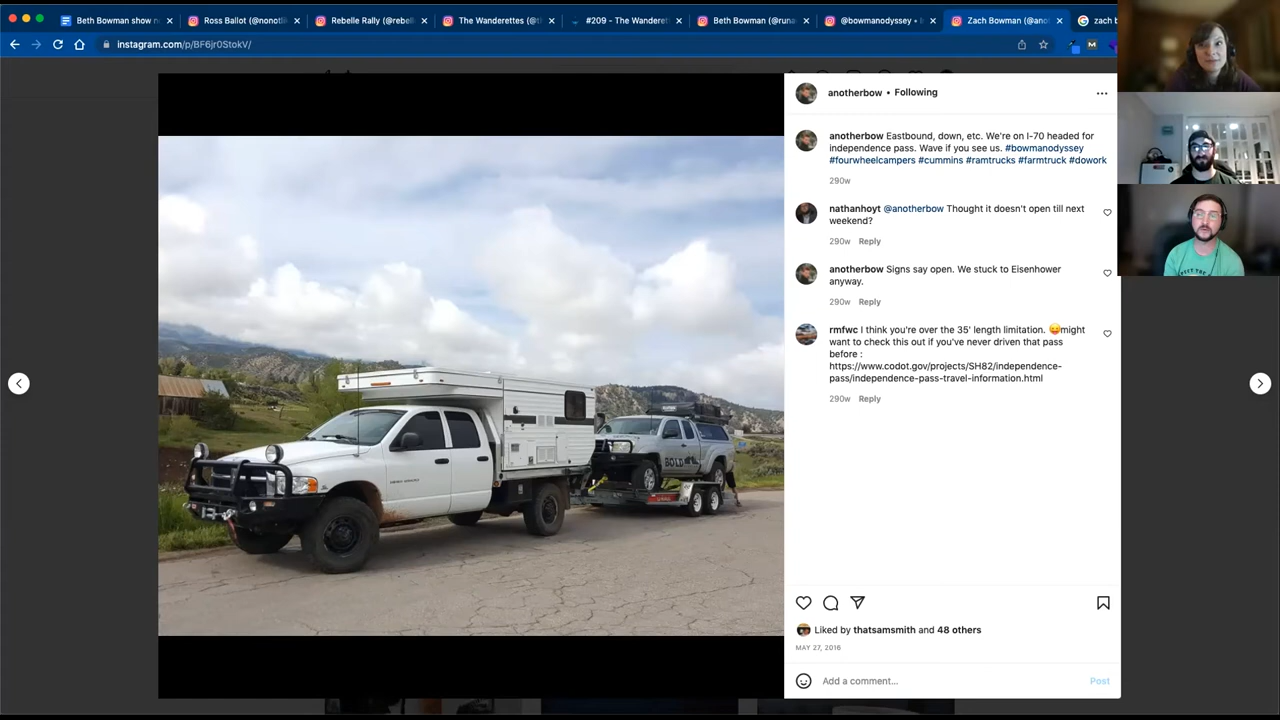 Beth Bowman show n
Ross Ballot (@nonot
Rebelle Rally (@rebel
The Wanderettes (@t
#209 - The Wanderet
Beth Bowman (@runa
@bowmanodyssey •
Zach Bowman (@ano
zach b
instagram.com/p/BF6jr0StokV/
M
anotherbow • Following
anotherbow Eastbound, down, etc. We're on I-70 headed for
independence pass. Wave if you see us. #bowmanodyssey
#fourwheelcampers #cummins #ramtrucks #farmtruck #dowork
290w
nathanhoyt @anotherbow Thought it doesn't open till next
weekend?
290w Reply
anotherbow Signs say open. We stuck to Eisenhower
anyway.
290w Reply
rmfwc I think you're over the 35' length limitation. 😝might
want to check this out if you've never driven that pass
before :
https://www.codot.gov/projects/SH82/independence-
pass/independence-pass-travel-information.html
290w Reply
BOLD
Liked by thatsamsmith and 48 others
MAY 27, 2016
Add a comment...
Post